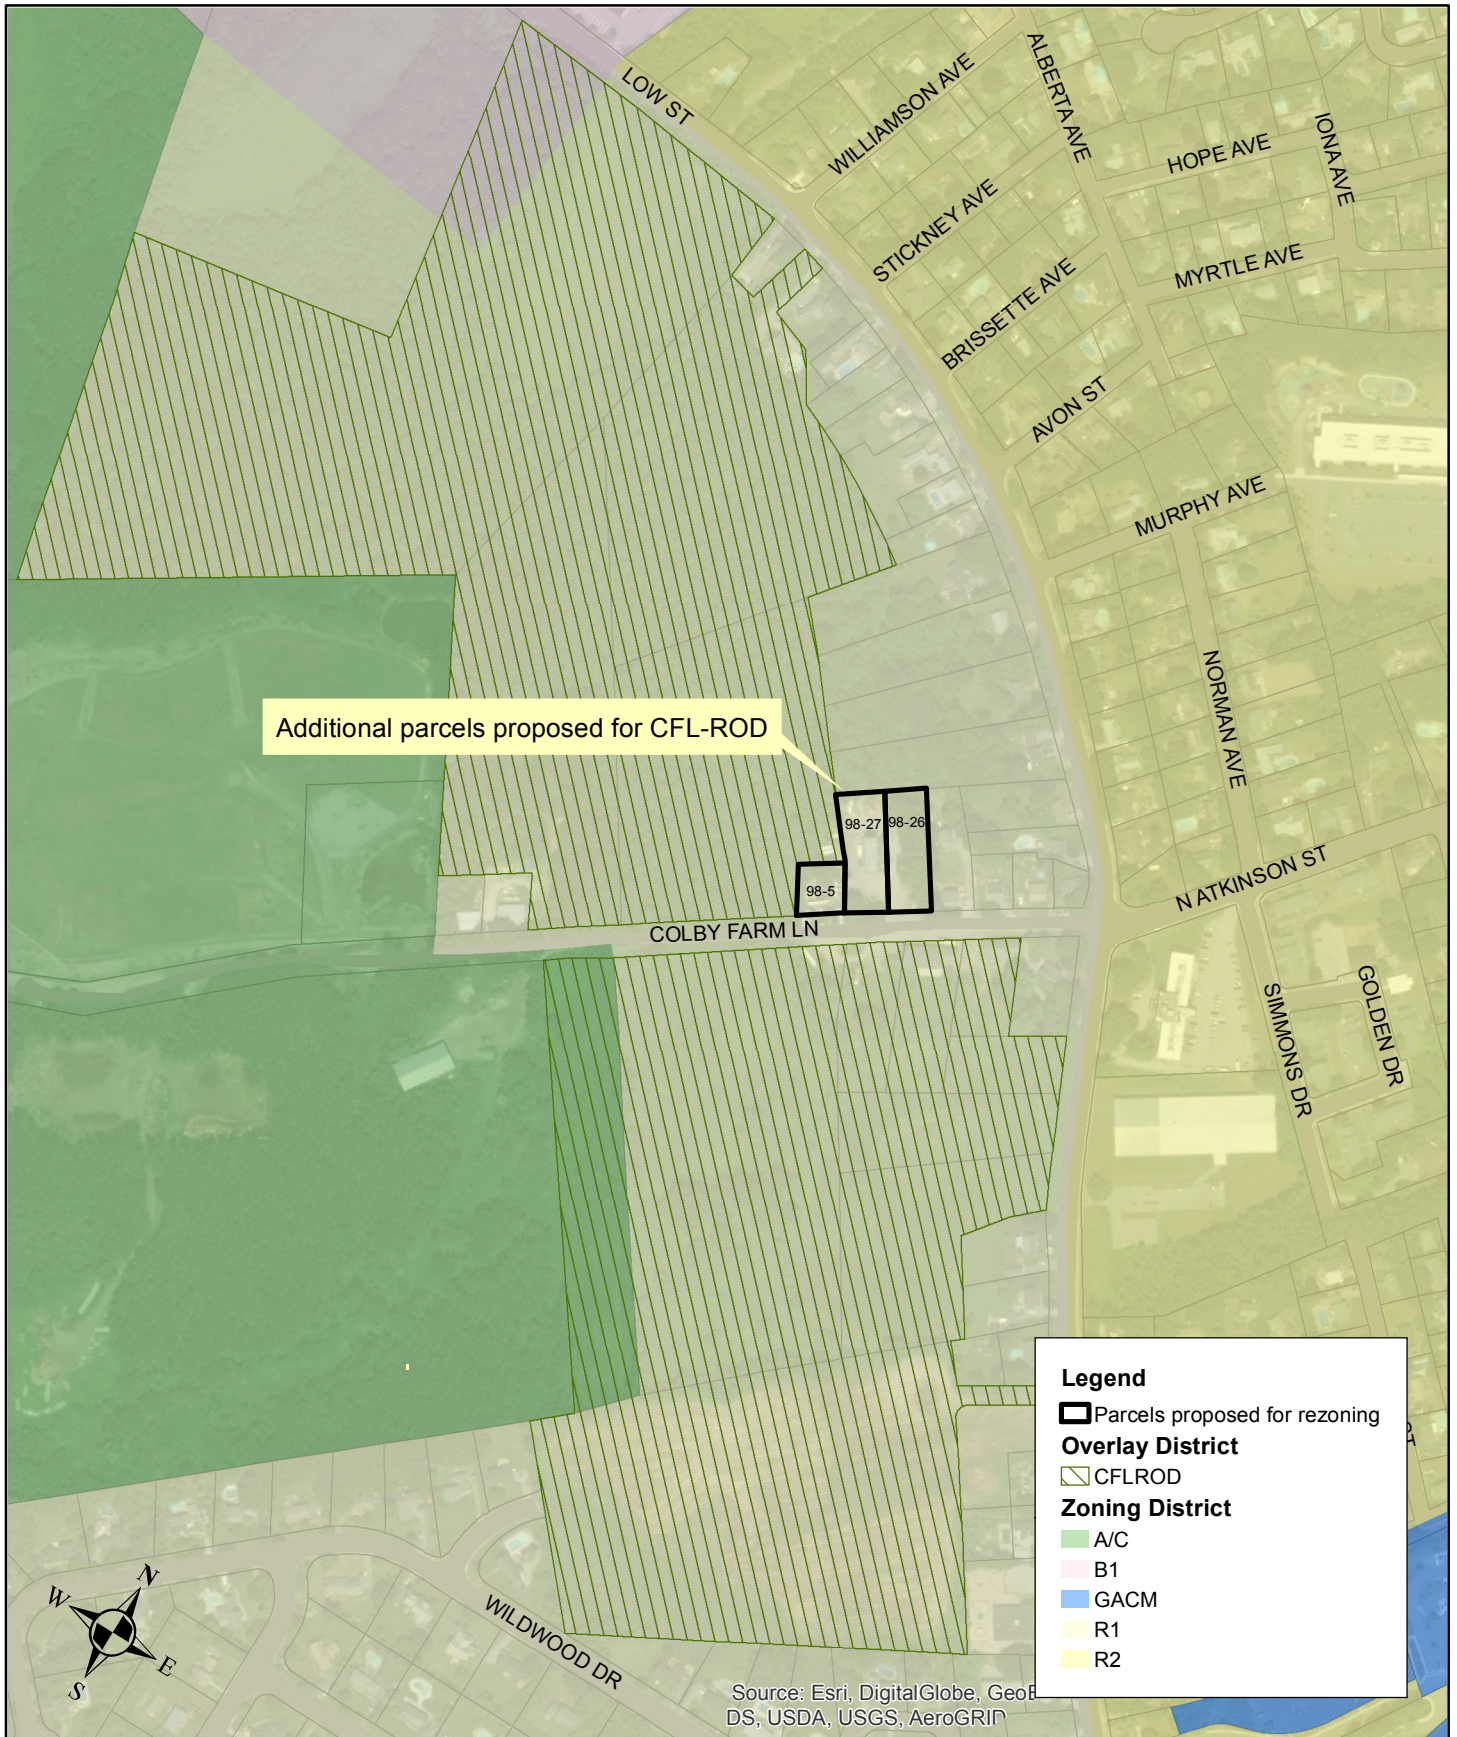 LOW ST
WILLIAMSON AVE
ALBERTA AVE
HOPE AVE
IONA AVE
STICKNEY AVE
MYRTLE AVE
BRISSETTE AVE
AVON ST
MURPHY AVE
NORMAN AVE
Additional parcels proposed for CFL-ROD
98-27
98-26
98-5
N ATKINSON ST
COLBY FARM LN
SIMMONS DR
GOLDEN DR
Legend
Parcels proposed for rezoning
Overlay District
CFLROD
Zoning District
A/C
B1
GACM
R1
R2
ST
N
W
E
S
WILDWOOD DR
Source: Esri, DigitalGlobe, GeoE
DS, USDA, USGS, AeroGRID